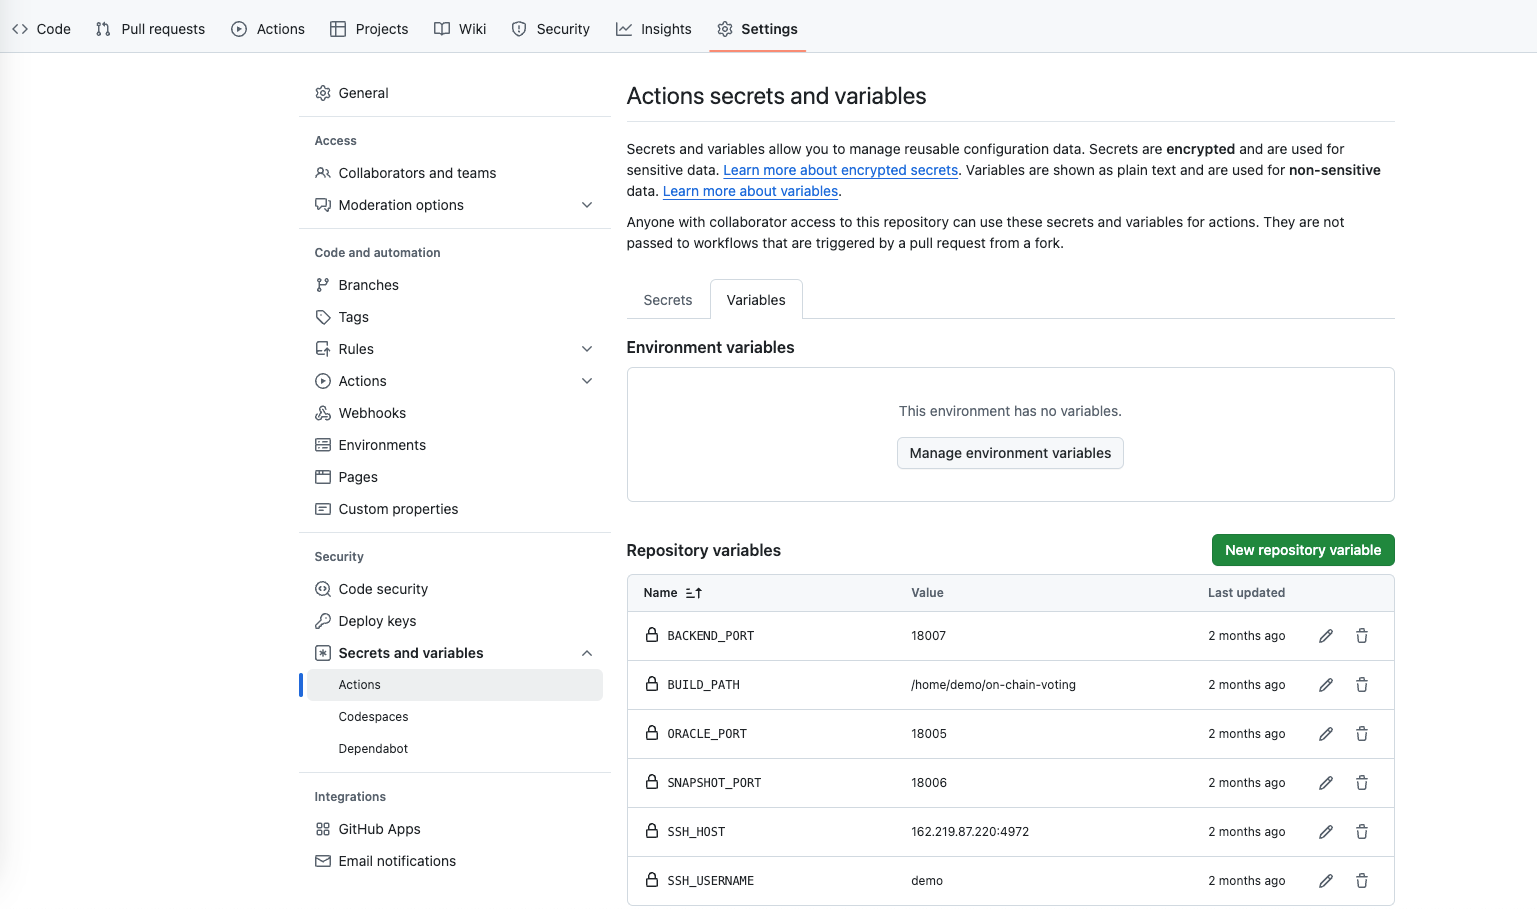 Code Pull requests Actions Projects Wiki Security Insights Settings
General
Access
Collaborators and teams
Moderation options
Code and automation
Branches
Tags
Rules
Actions
Webhooks
Environments
Pages
Custom properties
Security
Code security
Deploy keys
Secrets and variables
Actions
Codespaces
Dependabot
Integrations
GitHub Apps
Email notifications
Actions secrets and variables
Secrets and variables allow you to manage reusable configuration data. Secrets are encrypted and are used for
sensitive data. Learn more about encrypted secrets. Variables are shown as plain text and are used for non-sensitive
data. Learn more about variables.
Anyone with collaborator access to this repository can use these secrets and variables for actions. They are not
passed to workflows that are triggered by a pull request from a fork.
Secrets Variables
Environment variables
This environment has no variables.
Manage environment variables
Repository variables New repository variable
Name Value Last updated
BACKEND_PORT 18007 2 months ago
BUILD_PATH /home/demo/on-chain-voting 2 months ago
ORACLE_PORT 18005 2 months ago
SNAPSHOT_PORT 18006 2 months ago
SSH_HOST 162.219.87.220:4972 2 months ago
SSH_USERNAME demo 2 months ago